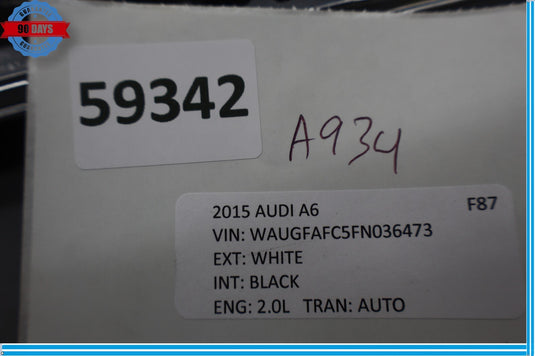 90 DAYS
59342
A934
2015 AUDI A6 F87
VIN: WAUGFAFC5FN036473
EXT: WHITE
INT: BLACK
ENG: 2.0L TRAN: AUTO